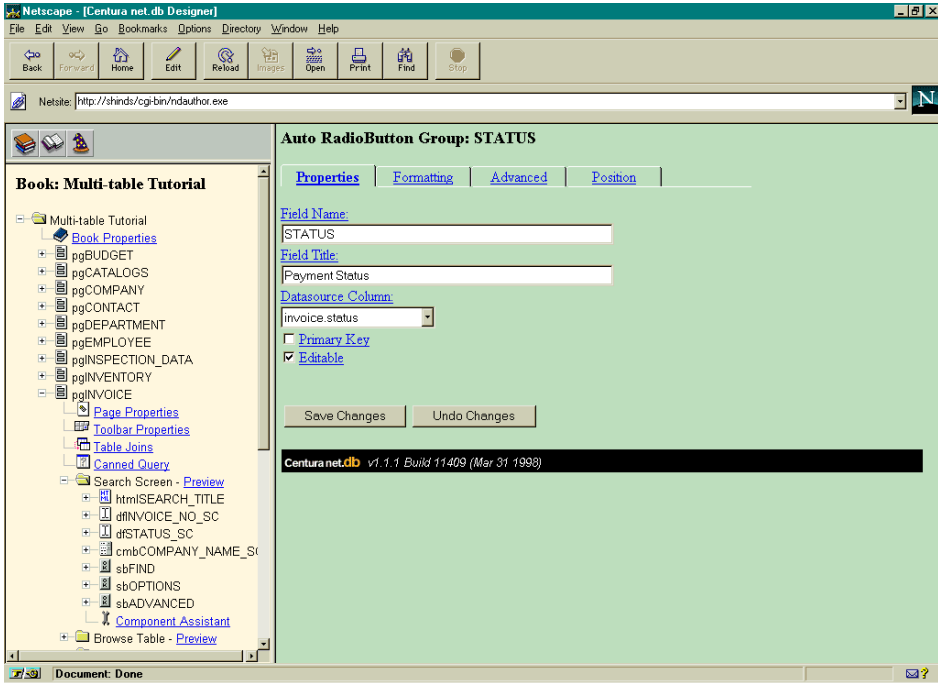 Netscape - [Centura net.db Designer]
File Edit View Go Bookmarks Options Directory Window Help
Back Forward Home Edit Reload Images Open Print Find Stop
Netsite: http://shinds/cgi-bin/ndauthor.exe
N
Book: Multi-table Tutorial
Multi-table Tutorial
Book Properties
pgBUDGET
pgCATALOGS
pgCOMPANY
pgCONTACT
pgDEPARTMENT
pgEMPLOYEE
pgINSPECTION_DATA
pgINVENTORY
pgINVOICE
Page Properties
Toolbar Properties
Table Joins
Canned Query
Search Screen - Preview
htmlSEARCH_TITLE
dfINVOICE_NO_SC
dfSTATUS_SC
cmbCOMPANY_NAME_S
sbFIND
sbOPTIONS
sbADVANCED
Component Assistant
Browse Table - Preview
Auto RadioButton Group: STATUS
Properties Formatting Advanced Position
Field Name:
STATUS
Field Title:
Payment Status
Datasource Column:
invoice.status
Primary Key
Editable
Save Changes Undo Changes
Centura net.db v1.1.1 Build 11409 (Mar 31 1998)
Document: Done